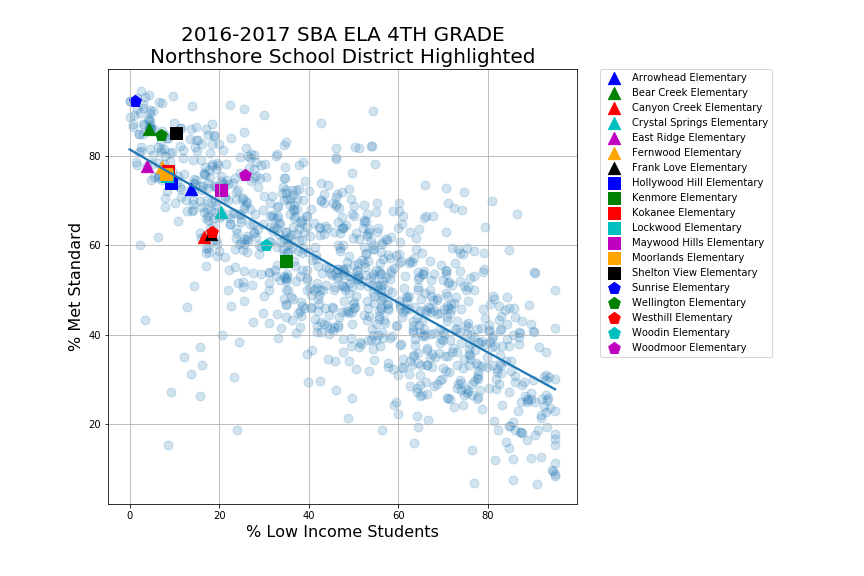 2016-2017 SBA ELA 4TH GRADE
Northshore School District Highlighted
% Met Standard
80
60
40
20
0
20
40
60
80
% Low Income Students
Arrowhead Elementary
Bear Creek Elementary
Canyon Creek Elementary
Crystal Springs Elementary
East Ridge Elementary
Fernwood Elementary
Frank Love Elementary
Hollywood Hill Elementary
Kenmore Elementary
Kokanee Elementary
Lockwood Elementary
Maywood Hills Elementary
Moorlands Elementary
Shelton View Elementary
Sunrise Elementary
Wellington Elementary
Westhill Elementary
Woodin Elementary
Woodmoor Elementary